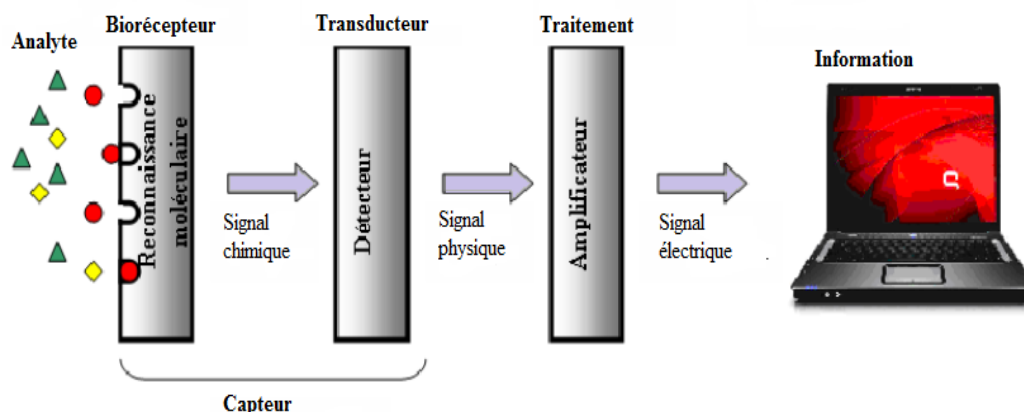 Analyte
Biorécepteur
Transducteur
Traitement
Information
Reconnaissance
moléculaire
Signal
chimique
Détecteur
Signal
physique
Amplificateur
Signal
électrique
Capteur